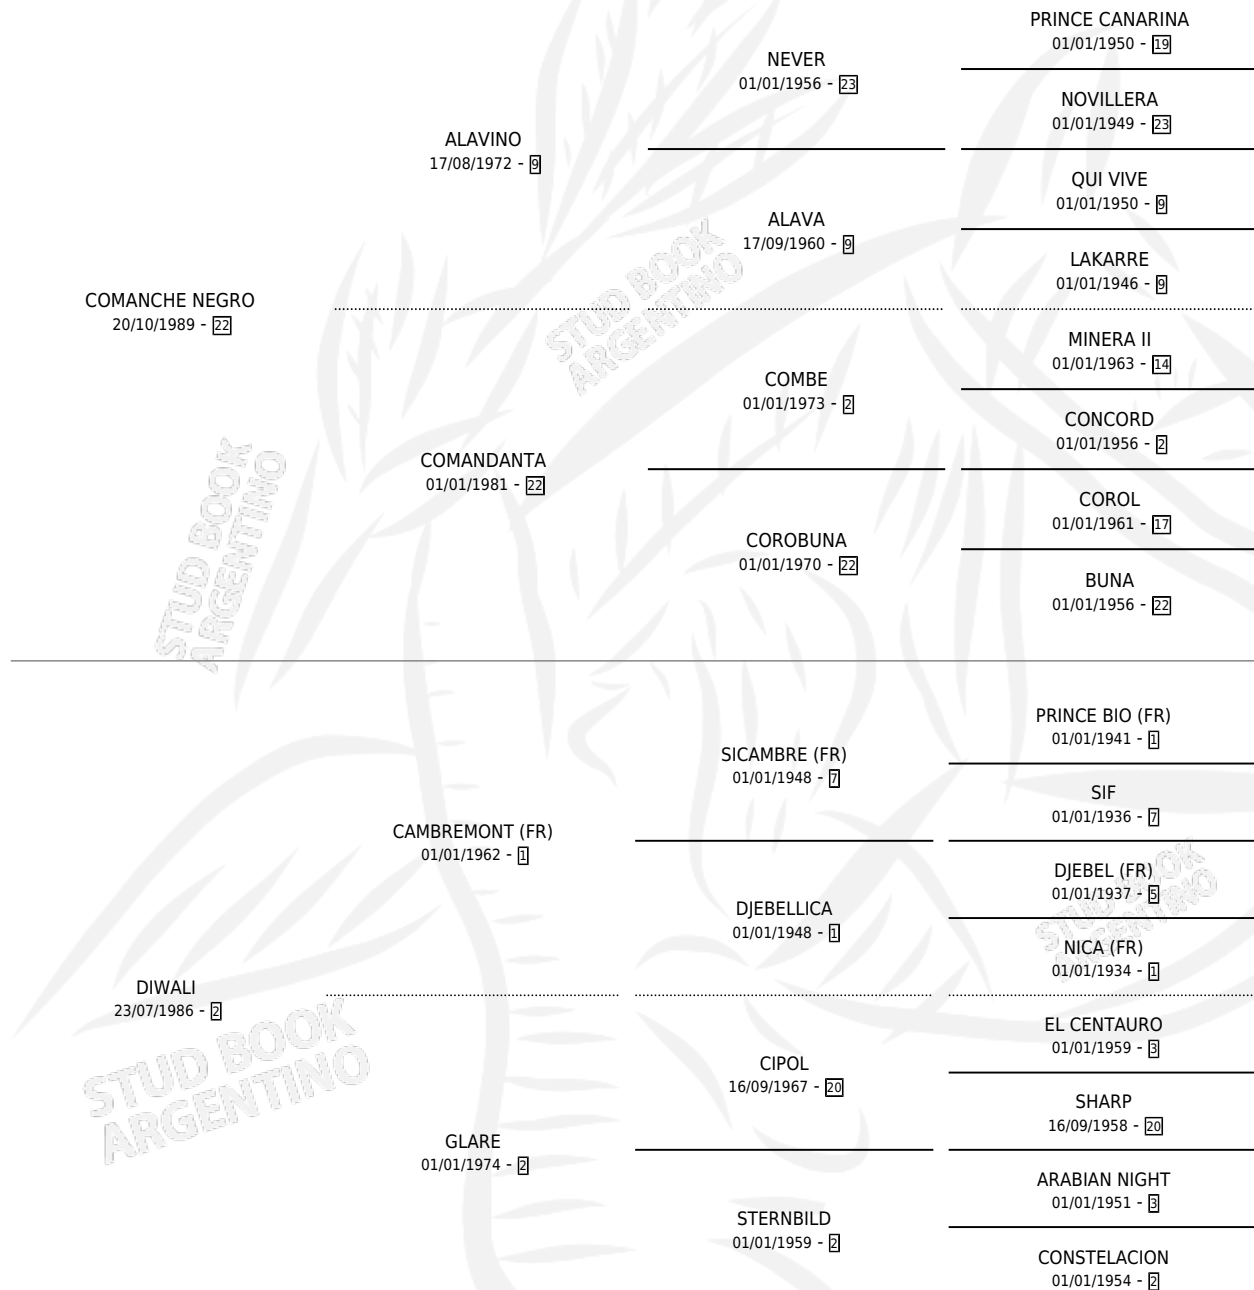 PRINCE CANARINA
01/01/1950 - 19
NEVER
01/01/1956 - 23
NOVILLERA
01/01/1949 - 23
ALAVINO
17/08/1972 - 9
QUI VIVE
01/01/1950 - 9
ALAVA
17/09/1960 - 9
LAKARRE
01/01/1946 - 9
COMANCHE NEGRO
20/10/1989 - 22
MINERA II
01/01/1963 - 14
COMBE
01/01/1973 - 2
CONCORD
01/01/1956 - 2
COMANDANTA
01/01/1981 - 22
COROL
01/01/1961 - 17
COROBUNA
01/01/1970 - 22
BUNA
01/01/1956 - 22
PRINCE BIO (FR)
01/01/1941 - 1
SICAMBRE (FR)
01/01/1948 - 7
SIF
01/01/1936 - 7
CAMBREMONT (FR)
01/01/1962 - 1
DJEBEL (FR)
01/01/1937 - 5
DJEBELLICA
01/01/1948 - 1
NICA (FR)
01/01/1934 - 1
DIWALI
23/07/1986 - 2
EL CENTAURO
01/01/1959 - 3
CIPOL
16/09/1967 - 20
SHARP
16/09/1958 - 20
GLARE
01/01/1974 - 2
ARABIAN NIGHT
01/01/1951 - 3
STERNBILD
01/01/1959 - 2
CONSTELACION
01/01/1954 - 2
STUD BOOK
ARGENTINO
STUD BOOK
ARGENTINO
STUD BOOK
ARGENTINO
STUD BOOK
ARGENTINO